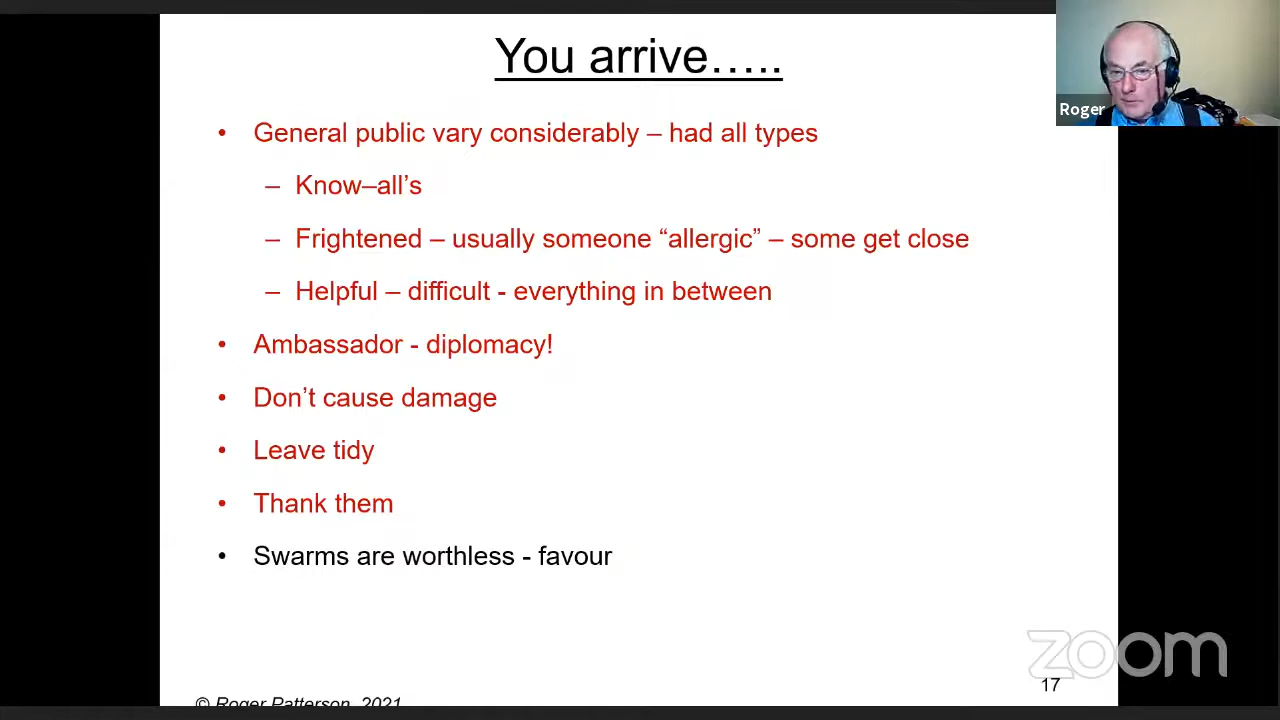 You arrive…..
Roger
• General public vary considerably – had all types
– Know–all’s
– Frightened – usually someone “allergic” – some get close
– Helpful – difficult - everything in between
• Ambassador - diplomacy!
• Don’t cause damage
• Leave tidy
• Thank them
• Swarms are worthless - favour
zoom
17
© Roger Patterson, 2021